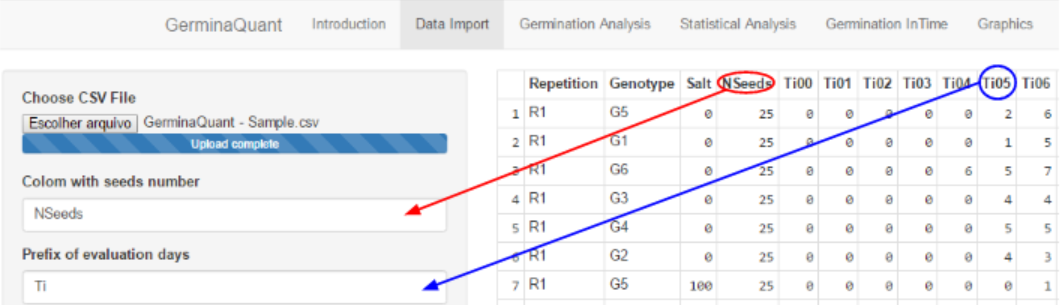 GerminaQuant Introduction Data Import Germination Analysis Statistical Analysis Germination InTime Graphics
Choose CSV File
Escolher arquivo GerminaQuant - Sample.csv
Upload complete
Colom with seeds number
NSeeds
Prefix of evaluation days
Ti
Repetition Genotype Salt NSeeds Ti00 Ti01 Ti02 Ti03 Ti04 Ti05 Ti06
1 R1 G5 0 25 0 0 0 0 0 2 6
2 R1 G1 0 25 0 0 0 0 0 1 5
3 R1 G6 0 25 0 0 0 0 6 5 7
4 R1 G3 0 25 0 0 0 0 0 4 4
5 R1 G4 0 25 0 0 0 0 0 5 5
6 R1 G2 0 25 0 0 0 0 0 4 3
7 R1 G5 100 25 0 0 0 0 0 0 1